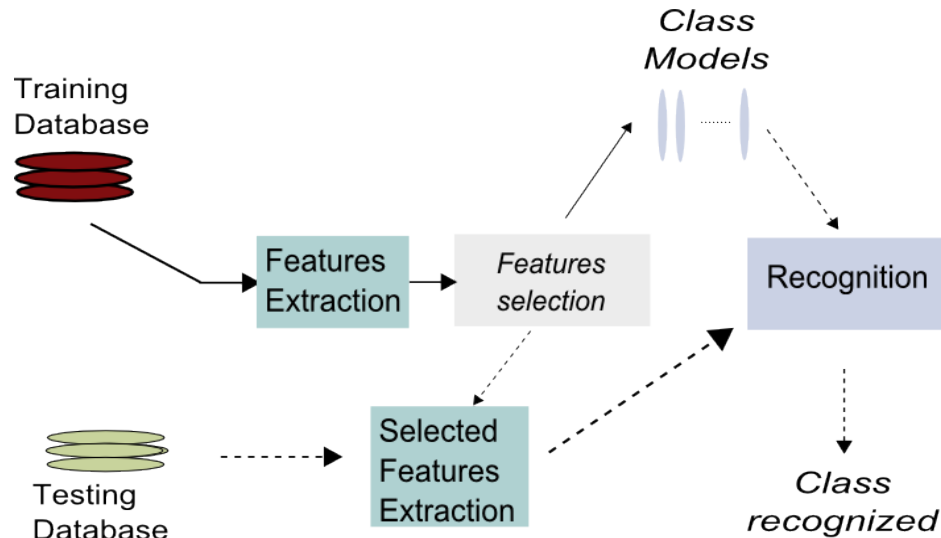 Class
Models
Training
Database
Features
Extraction
Features
selection
Recognition
Selected
Features
Extraction
Testing
Database
Class
recognized